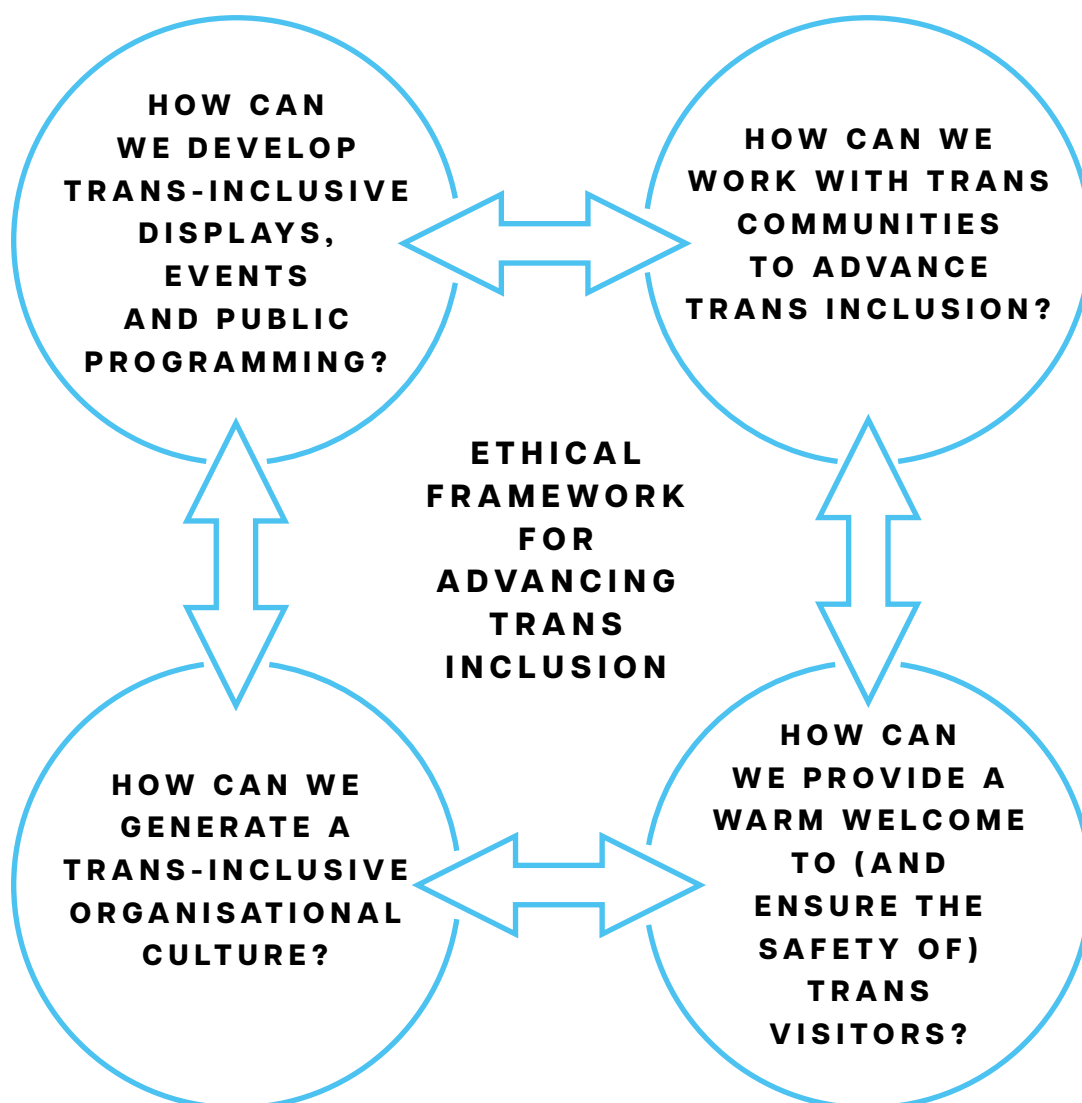 HOW CAN
WE DEVELOP
TRANS-INCLUSIVE
DISPLAYS,
EVENTS
AND PUBLIC
PROGRAMMING?
HOW CAN WE
WORK WITH TRANS
COMMUNITIES
TO ADVANCE
TRANS INCLUSION?
ETHICAL
FRAMEWORK
FOR
ADVANCING
TRANS
INCLUSION
HOW CAN WE
GENERATE A
TRANS-INCLUSIVE
ORGANISATIONAL
CULTURE?
HOW CAN
WE PROVIDE A
WARM WELCOME
TO (AND
ENSURE THE
SAFETY OF)
TRANS
VISITORS?